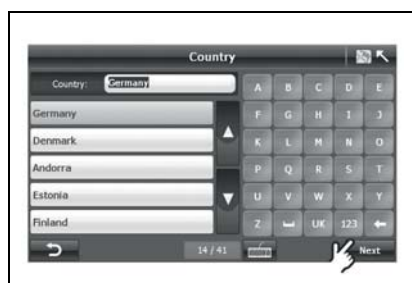 Country
Country: Germany
A B C D E
Germany
F G H I J
Denmark
K L M N O
Andorra
P Q R S T
Estonia
U V W X Y
Finland
Z UK 123
14 / 41
Next